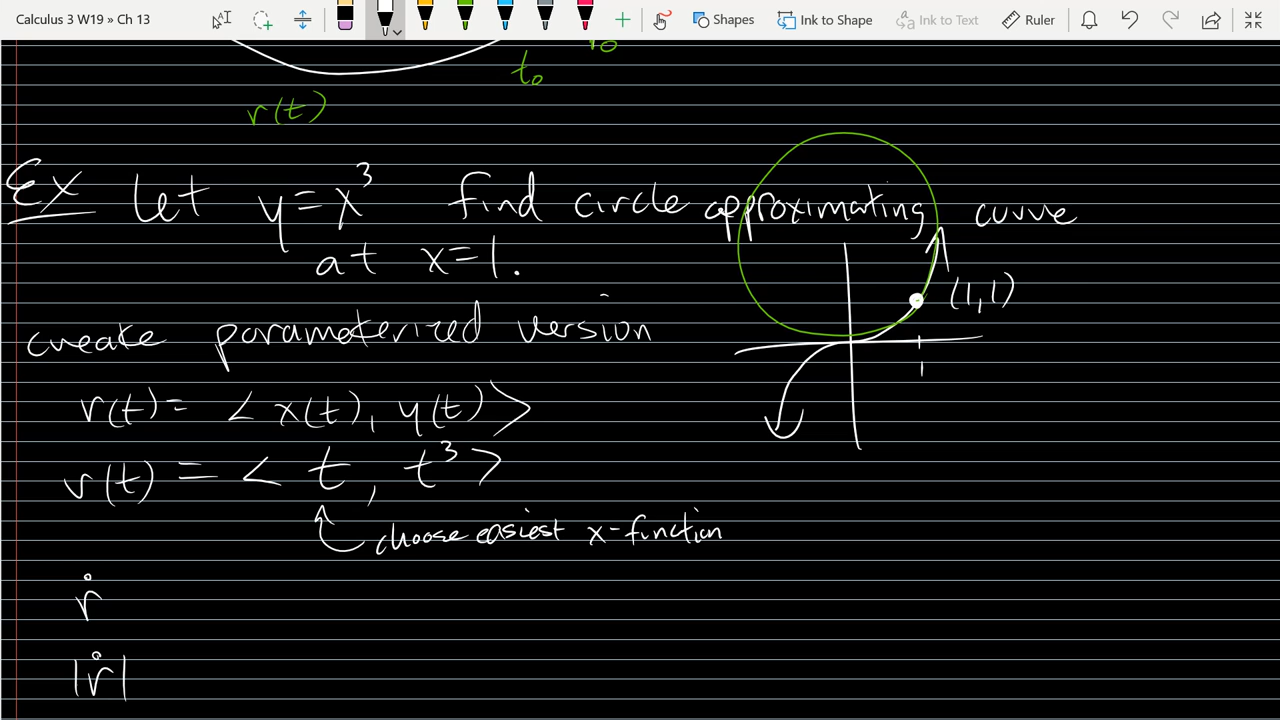 Calculus 3 W19 » Ch 13
Shapes
Ink to Shape
Ink to Text
Ruler
r(t)
t₀
Ex Let y=x³ find circle approximating curve
at x=1.
(1,1)
1
create parameterized version
r(t)= <x(t), y(t)>
r(t) = <t, t³>
choose easiest x-function
ṙ
|ṙ|